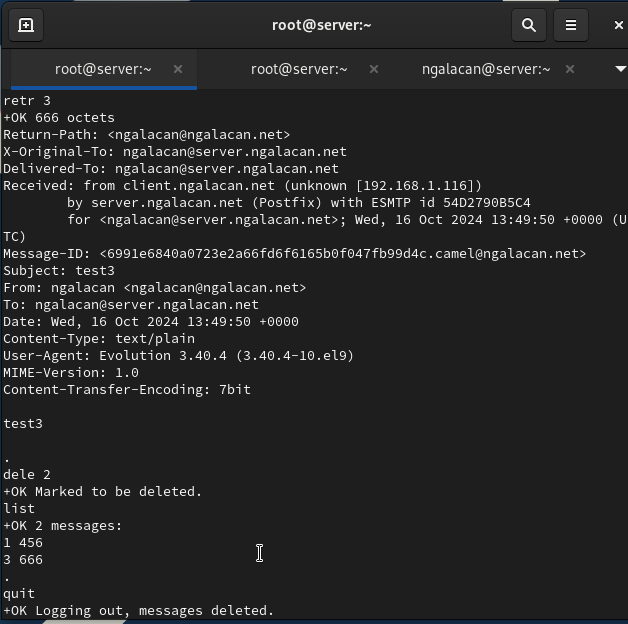 root@server:~
root@server:~ ×
root@server:~ ×
ngalacan@server:~ ×
retr 3
+OK 666 octets
Return-Path: <ngalacan@ngalacan.net>
X-Original-To: ngalacan@server.ngalacan.net
Delivered-To: ngalacan@server.ngalacan.net
Received: from client.ngalacan.net (unknown [192.168.1.116])
        by server.ngalacan.net (Postfix) with ESMTP id 54D2790B5C4
        for <ngalacan@server.ngalacan.net>; Wed, 16 Oct 2024 13:49:50 +0000 (U
TC)
Message-ID: <6991e6840a0723e2a66fd6f6165b0f047fb99d4c.camel@ngalacan.net>
Subject: test3
From: ngalacan <ngalacan@ngalacan.net>
To: ngalacan@server.ngalacan.net
Date: Wed, 16 Oct 2024 13:49:50 +0000
Content-Type: text/plain
User-Agent: Evolution 3.40.4 (3.40.4-10.el9)
MIME-Version: 1.0
Content-Transfer-Encoding: 7bit

test3

.
dele 2
+OK Marked to be deleted.
list
+OK 2 messages:
1 456
3 666
.
quit
+OK Logging out, messages deleted.